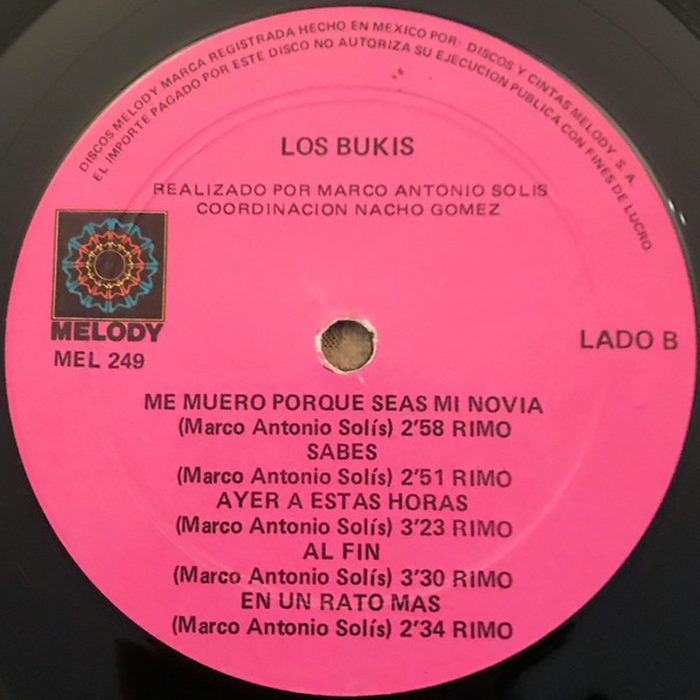 DISCOS MELODY MARCA REGISTRADA HECHO EN MEXICO POR: DISCOS Y CINTAS MELODY, S. A.
EL IMPORTE PAGADO POR ESTE DISCO NO AUTORIZA SU EJECUCION PUBLICA CON FINES DE LUCRO.
LOS BUKIS
REALIZADO POR MARCO ANTONIO SOLIS
COORDINACION NACHO GOMEZ
MELODY
MEL 249
LADO B
ME MUERO PORQUE SEAS MI NOVIA
(Marco Antonio Solís) 2'58 RIMO
SABES
(Marco Antonio Solís) 2'51 RIMO
AYER A ESTAS HORAS
(Marco Antonio Solís) 3'23 RIMO
AL FIN
(Marco Antonio Solís) 3'30 RIMO
EN UN RATO MAS
(Marco Antonio Solís) 2'34 RIMO